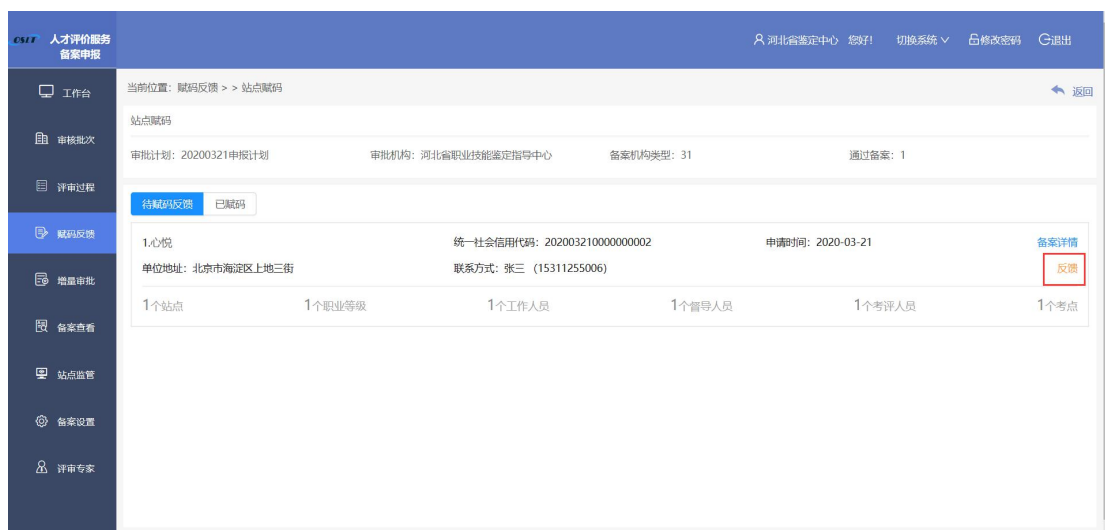 OSIT 人才评价服务
备案申报
河北省鉴定中心 您好! 切换系统 修改密码 退出
工作台
审核批次
评审过程
赋码反馈
增量审批
备案查看
站点监管
备案设置
评审专家
当前位置：赋码反馈 > > 站点赋码 返回
站点赋码
审批计划：20200321申报计划 审批机构：河北省职业技能鉴定指导中心 备案机构类型：31 通过备案：1
待赋码反馈 已赋码
1.心悦 统一社会信用代码：202003210000000002 申请时间：2020-03-21 备案详情
单位地址：北京市海淀区上地三街 联系方式：张三 (15311255006) 反馈
1个站点 1个职业等级 1个工作人员 1个督导人员 1个考评人员 1个考点